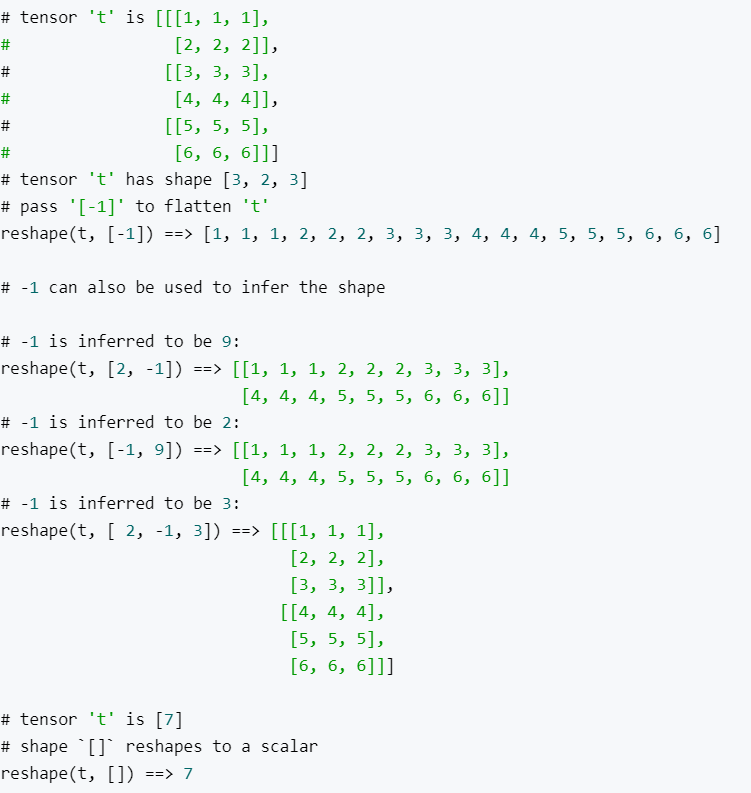 # tensor 't' is [[[1, 1, 1],
#                 [2, 2, 2]],
#                [[3, 3, 3],
#                 [4, 4, 4]],
#                [[5, 5, 5],
#                 [6, 6, 6]]]
# tensor 't' has shape [3, 2, 3]
# pass '[-1]' to flatten 't'
reshape(t, [-1]) ==> [1, 1, 1, 2, 2, 2, 3, 3, 3, 4, 4, 4, 5, 5, 5, 6, 6, 6]

# -1 can also be used to infer the shape

# -1 is inferred to be 9:
reshape(t, [2, -1]) ==> [[1, 1, 1, 2, 2, 2, 3, 3, 3],
                         [4, 4, 4, 5, 5, 5, 6, 6, 6]]
# -1 is inferred to be 2:
reshape(t, [-1, 9]) ==> [[1, 1, 1, 2, 2, 2, 3, 3, 3],
                         [4, 4, 4, 5, 5, 5, 6, 6, 6]]
# -1 is inferred to be 3:
reshape(t, [ 2, -1, 3]) ==> [[[1, 1, 1],
                              [2, 2, 2],
                              [3, 3, 3]],
                             [[4, 4, 4],
                              [5, 5, 5],
                              [6, 6, 6]]]

# tensor 't' is [7]
# shape `[]` reshapes to a scalar
reshape(t, []) ==> 7